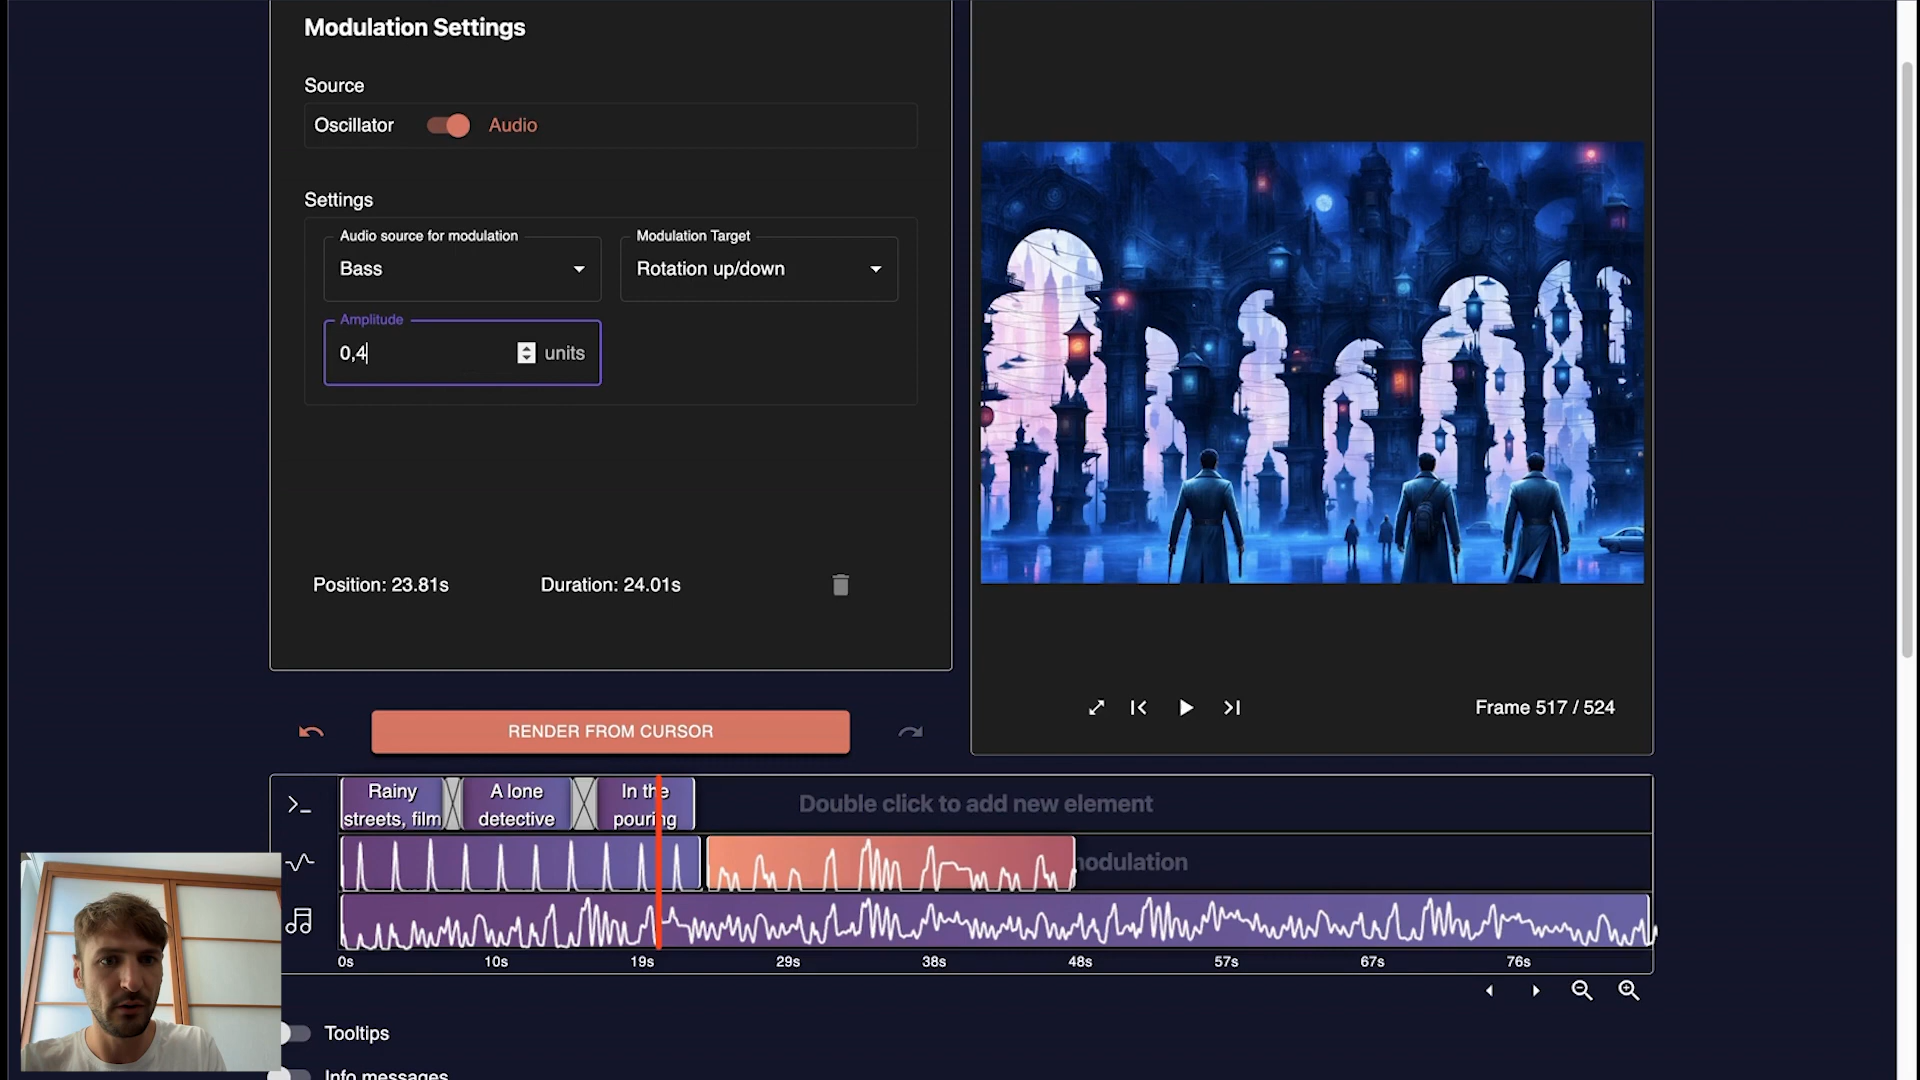 Modulation Settings
Source
Oscillator Audio
Settings
Audio source for modulation
Bass
Modulation Target
Rotation up/down
Amplitude
0,4 units
Position: 23.81s Duration: 24.01s
RENDER FROM CURSOR
Frame 517 / 524
Rainy
streets, film
A lone
detective
In the
pouring
Double click to add new element
modulation
0s 10s 19s 29s 38s 48s 57s 67s 76s
Tooltips
Info messages